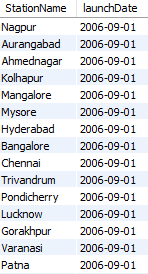 StationName launchDate
Nagpur 2006-09-01
Aurangabad 2006-09-01
Ahmednagar 2006-09-01
Kolhapur 2006-09-01
Mangalore 2006-09-01
Mysore 2006-09-01
Hyderabad 2006-09-01
Bangalore 2006-09-01
Chennai 2006-09-01
Trivandrum 2006-09-01
Pondicherry 2006-09-01
Lucknow 2006-09-01
Gorakhpur 2006-09-01
Varanasi 2006-09-01
Patna 2006-09-01